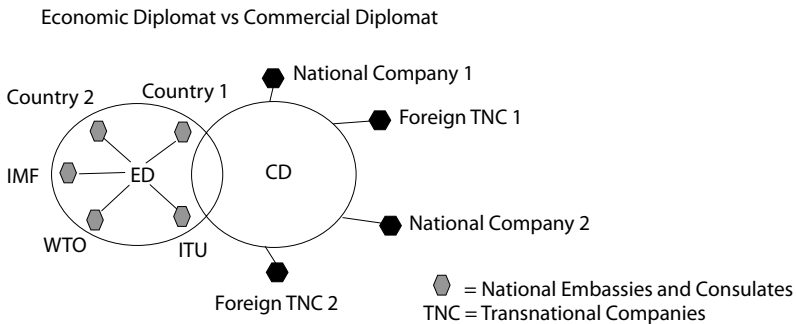 Economic Diplomat vs Commercial Diplomat
National Company 1
Country 1
Country 2
Foreign TNC 1
IMF
ED
CD
National Company 2
WTO
ITU
Foreign TNC 2
= National Embassies and Consulates
TNC = Transnational Companies